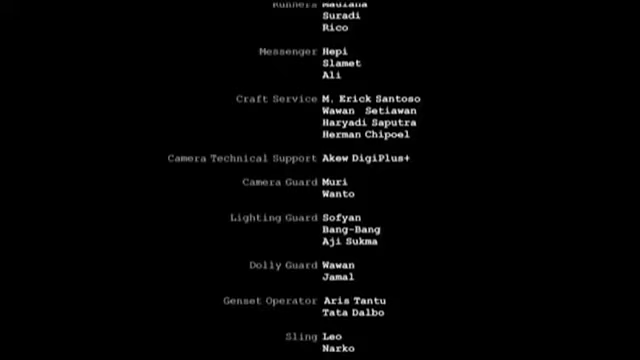 Runners Maulana
Suradi
Rico
Messenger Hepi
Slamet
Ali
Craft Service M. Erick Santoso
Wawan Setiawan
Haryadi Saputra
Herman Chipoel
Camera Technical Support Akew DigiPlus+
Camera Guard Muri
Wanto
Lighting Guard Sofyan
Bang-Bang
Aji Sukma
Dolly Guard Wawan
Jamal
Genset Operator Aris Tantu
Tata Dalbo
Sling Leo
Narko